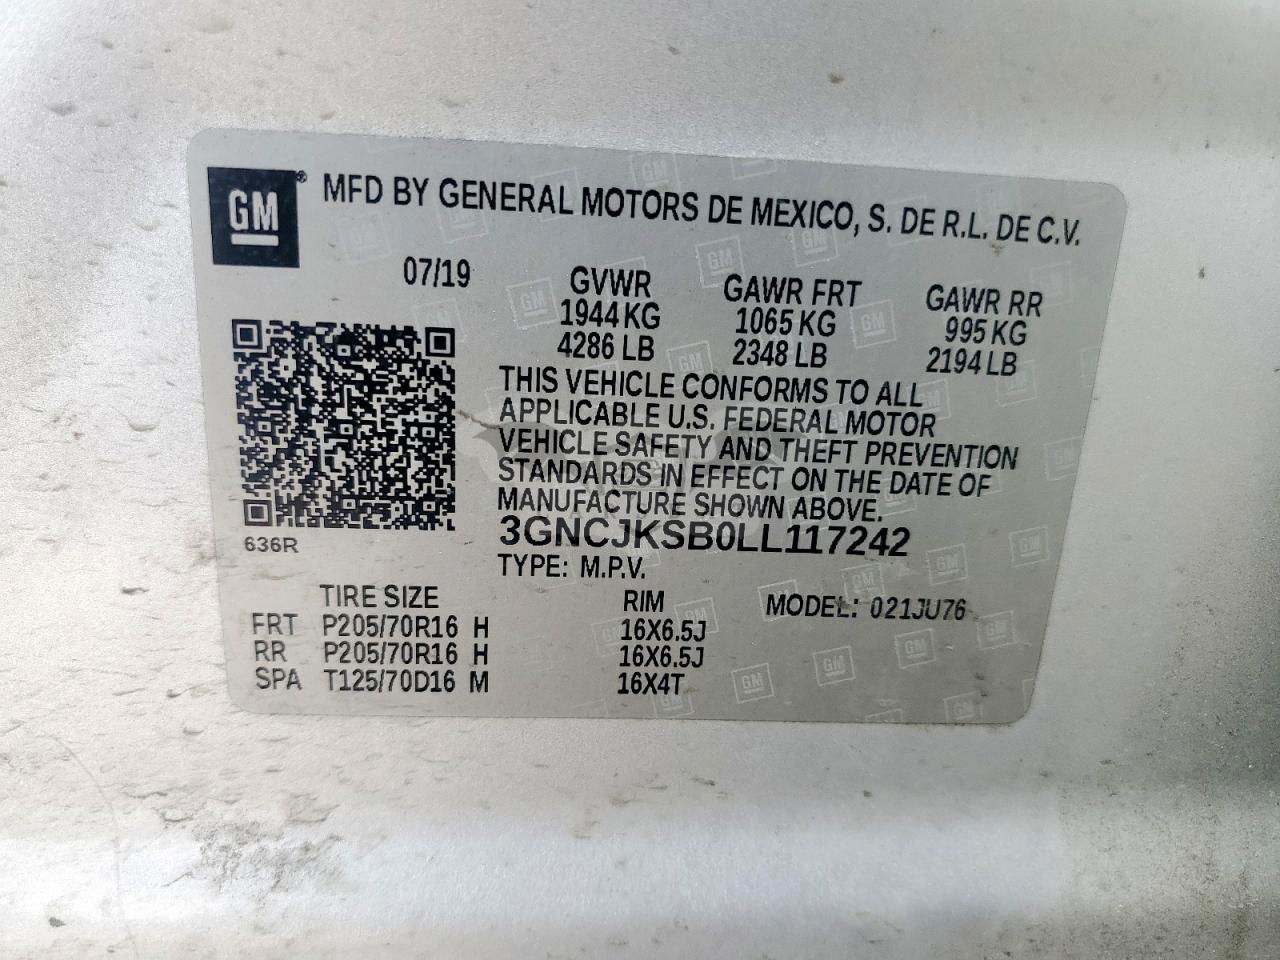 GM® MFD BY GENERAL MOTORS DE MEXICO, S. DE R.L. DE C.V.
07/19 GVWR GAWR FRT GAWR RR
1944 KG 1065 KG 995 KG
4286 LB 2348 LB 2194 LB
THIS VEHICLE CONFORMS TO ALL
APPLICABLE U.S. FEDERAL MOTOR
VEHICLE SAFETY AND THEFT PREVENTION
STANDARDS IN EFFECT ON THE DATE OF
MANUFACTURE SHOWN ABOVE.
3GNCJKSB0LL117242
636R
TYPE: M.P.V.
TIRE SIZE RIM MODEL: 021JU76
FRT P205/70R16 H 16X6.5J
RR P205/70R16 H 16X6.5J
SPA T125/70D16 M 16X4T